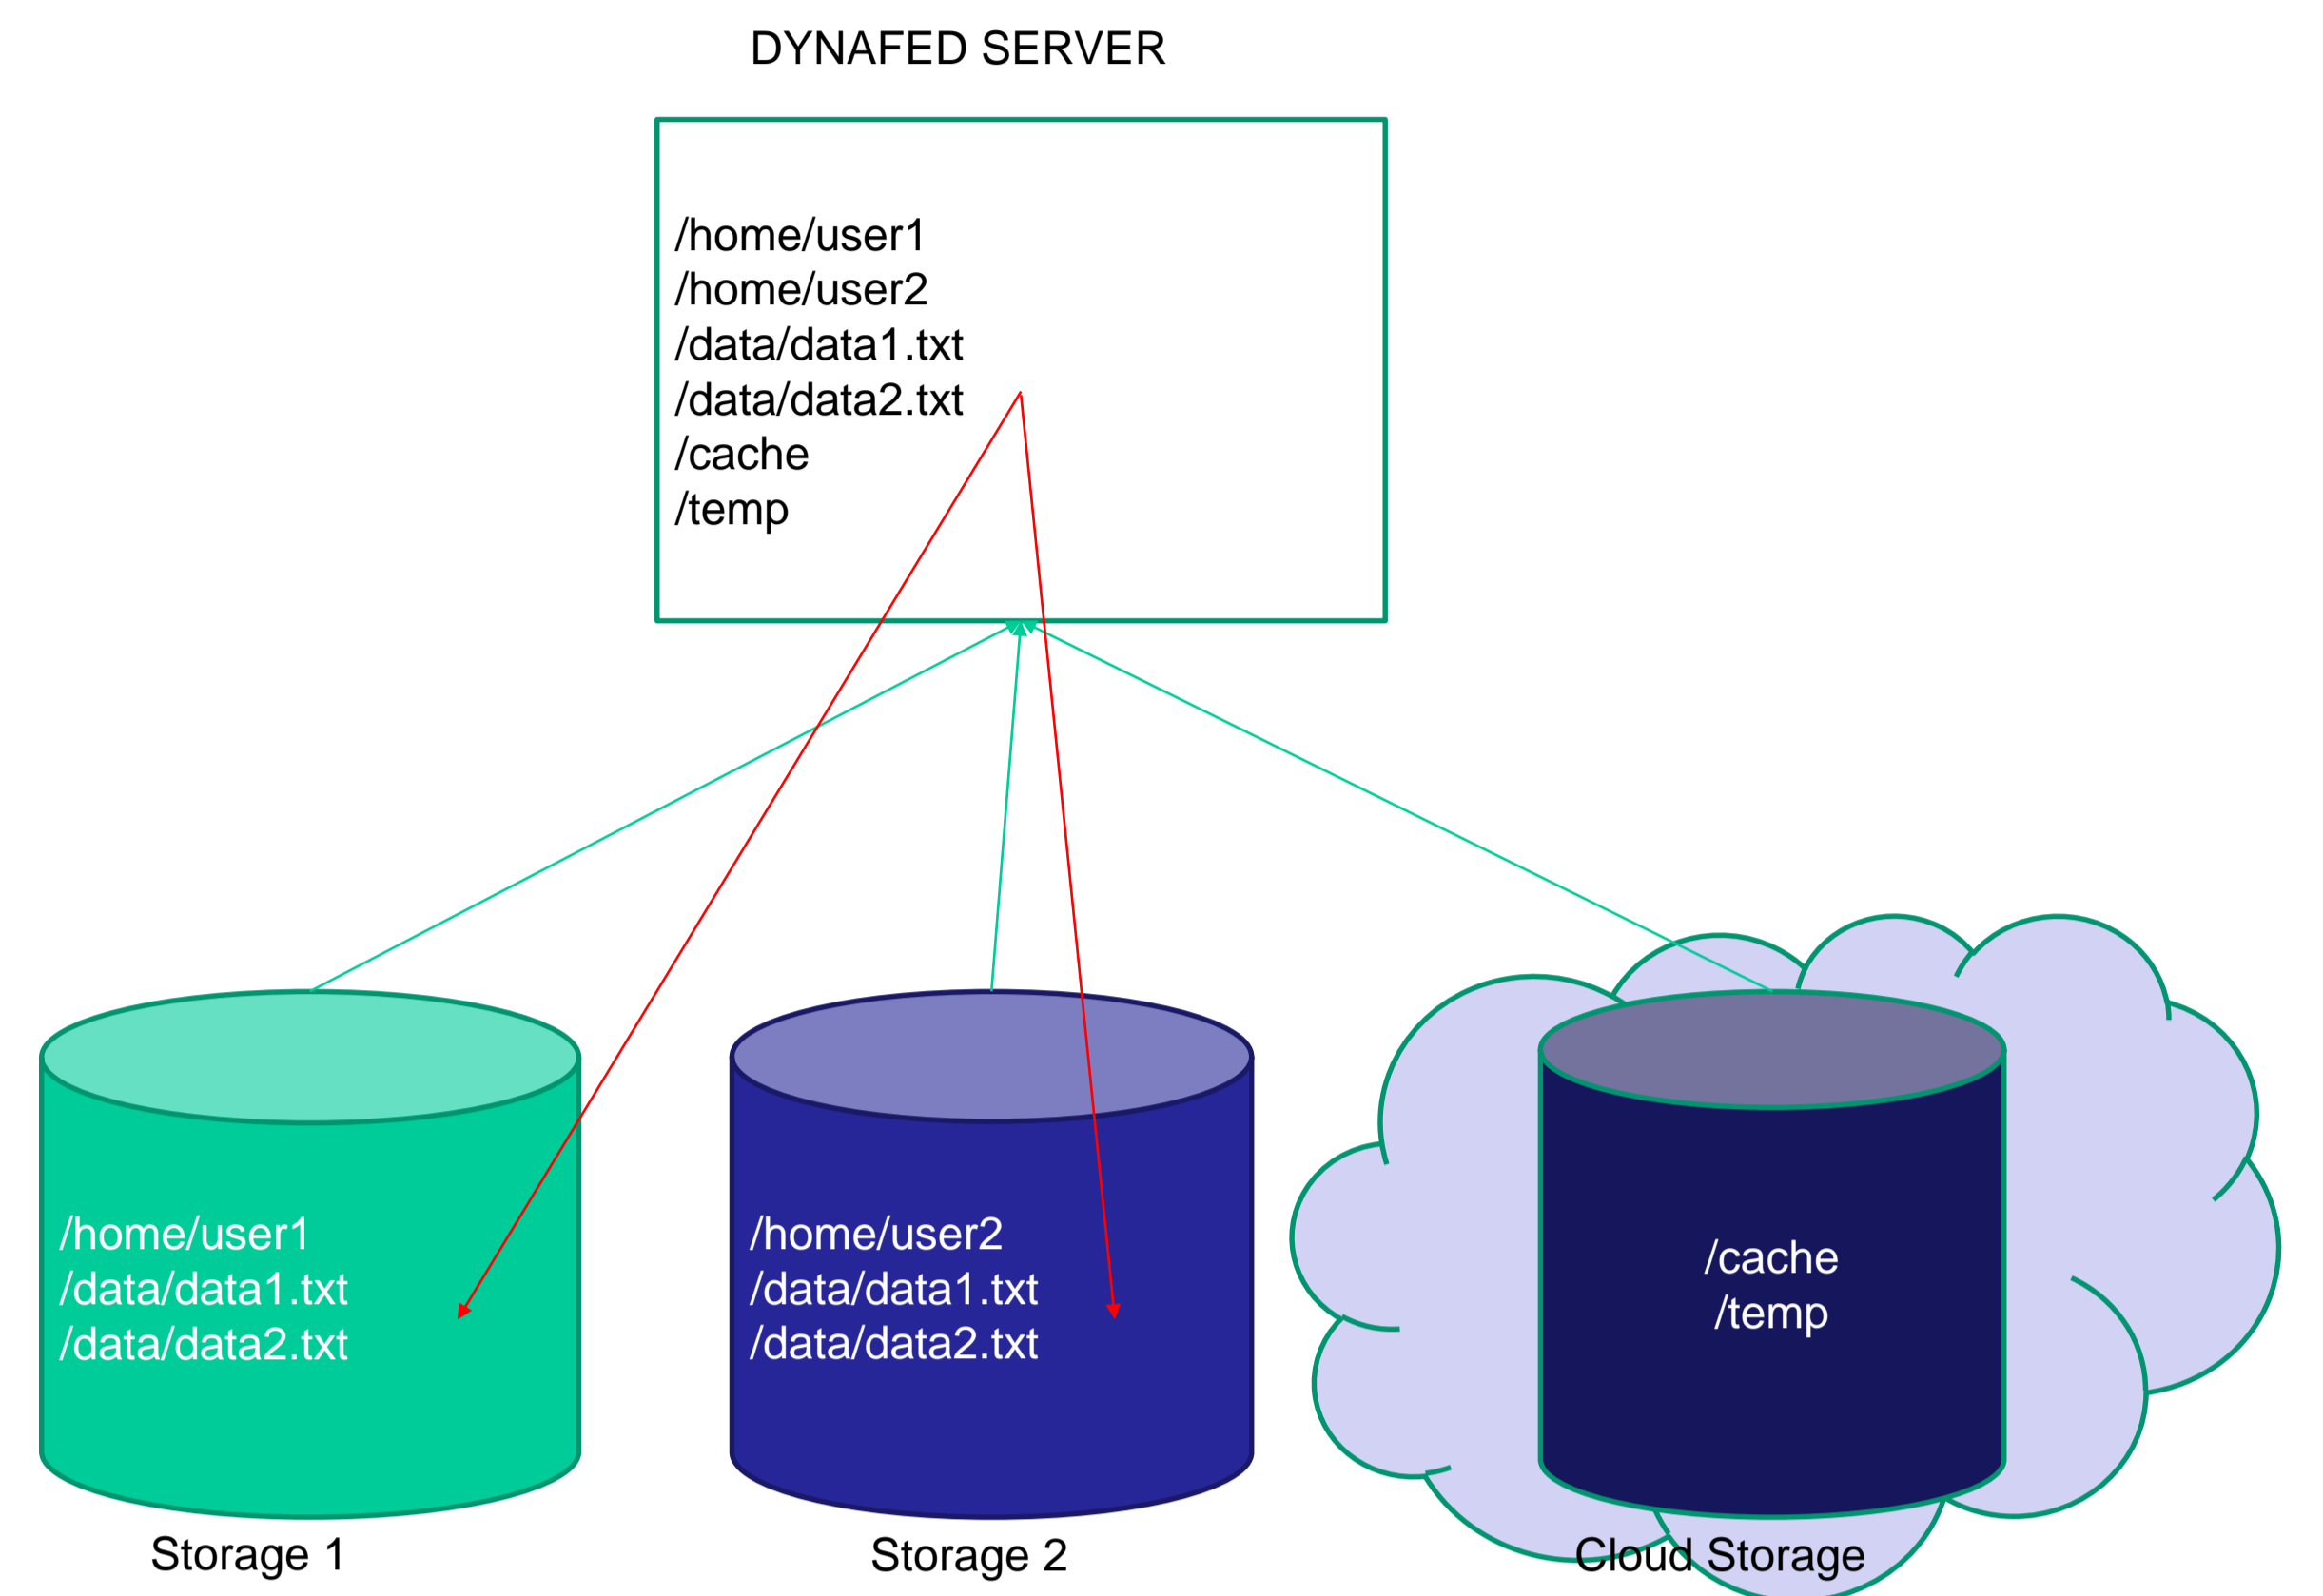 DYNAFED SERVER
/home/user1
/home/user2
/data/data1.txt
/data/data2.txt
/cache
/temp
/home/user1
/data/data1.txt
/data/data2.txt
Storage 1
/home/user2
/data/data1.txt
/data/data2.txt
Storage 2
/cache
/temp
Cloud Storage